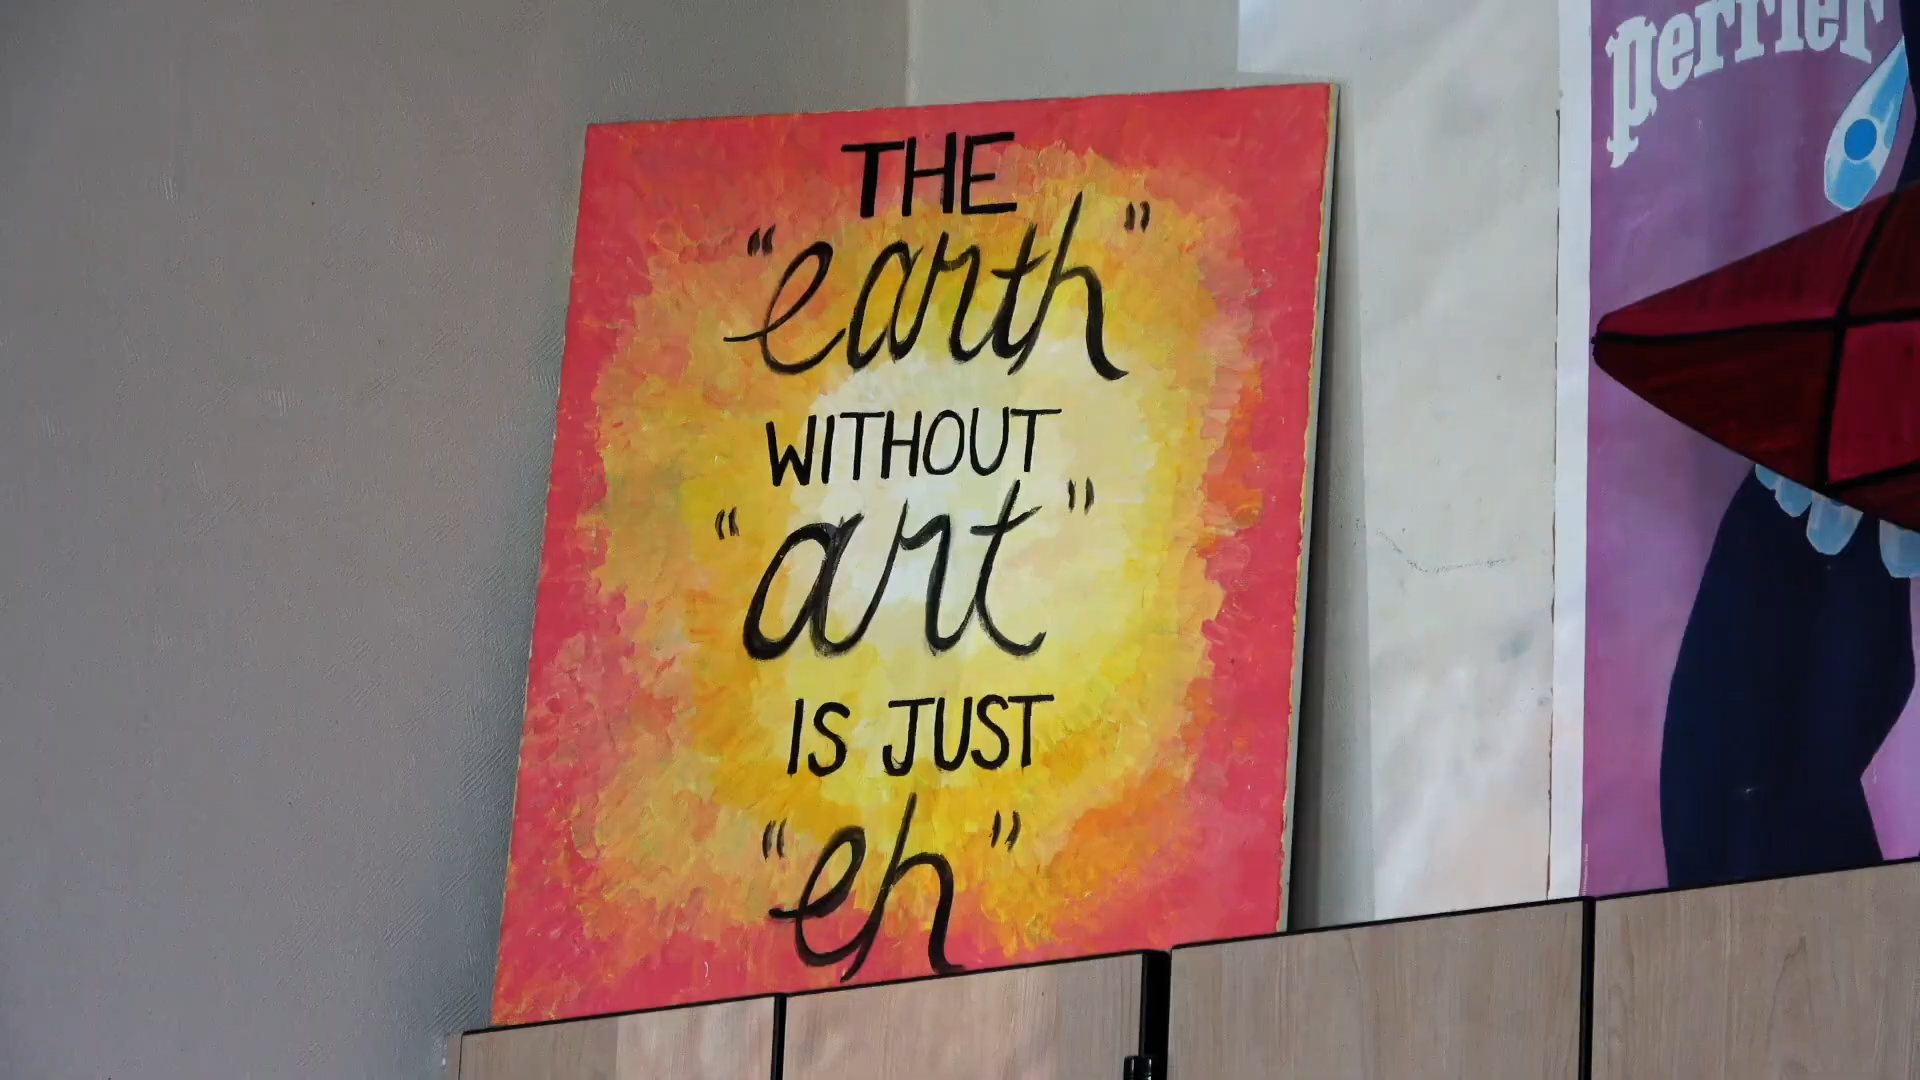 THE
"earth"
WITHOUT
"art"
IS JUST
"eh"
perrier